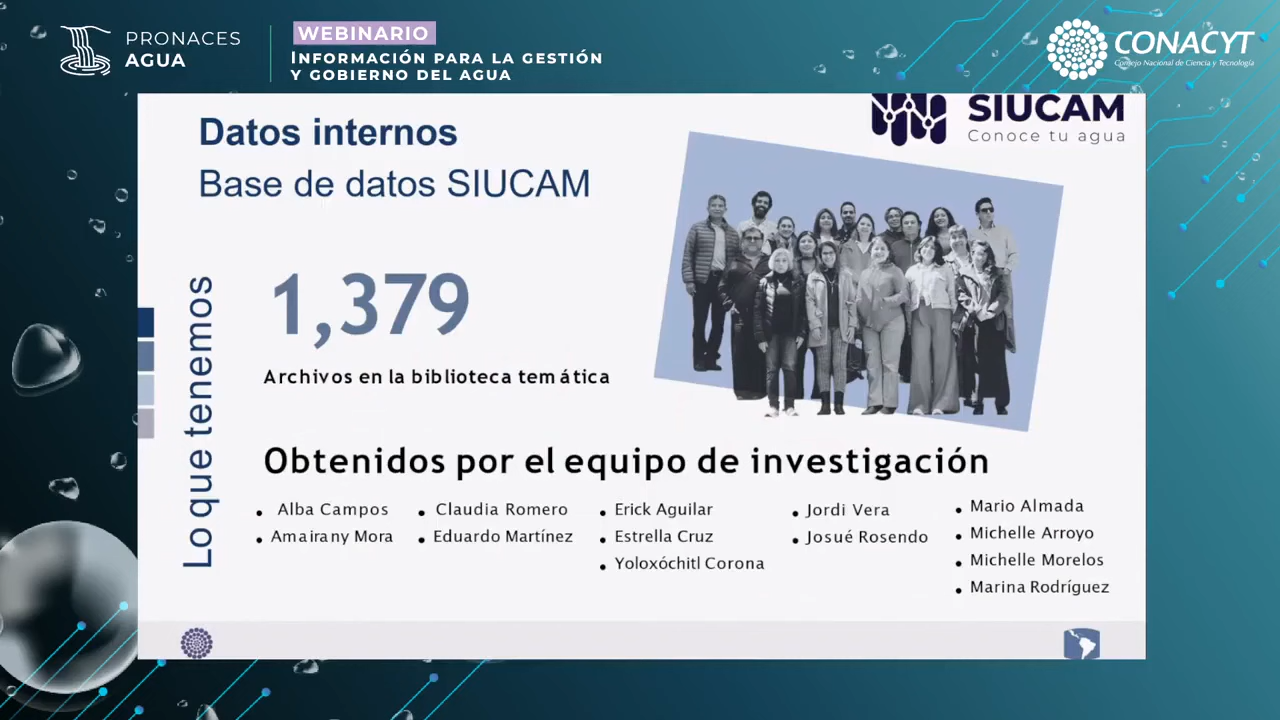 PRONACES
AGUA
WEBINARIO
INFORMACIÓN PARA LA GESTIÓN
Y GOBIERNO DEL AGUA
CONACYT
Consejo Nacional de Ciencia y Tecnología
SIUCAM
Conoce tu agua
Datos internos
Base de datos SIUCAM
Lo que tenemos
1,379
Archivos en la biblioteca temática
Obtenidos por el equipo de investigación
• Alba Campos
• Amairany Mora
• Claudia Romero
• Eduardo Martínez
• Erick Aguilar
• Estrella Cruz
• Yoloxóchitl Corona
• Jordi Vera
• Josué Rosendo
• Mario Almada
• Michelle Arroyo
• Michelle Morelos
• Marina Rodríguez